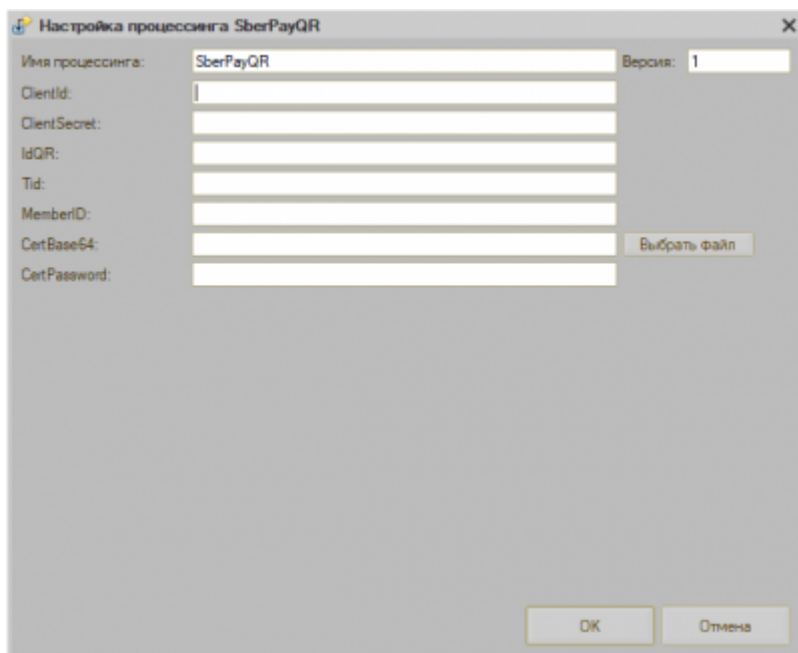 Настройка процессинга SberPayQR
Имя процессинга: SberPayQR Версия: 1
ClientId:
ClientSecret:
IdQR:
Tid:
MemberID:
CertBase64: Выбрать файл
CertPassword:
OK Отмена